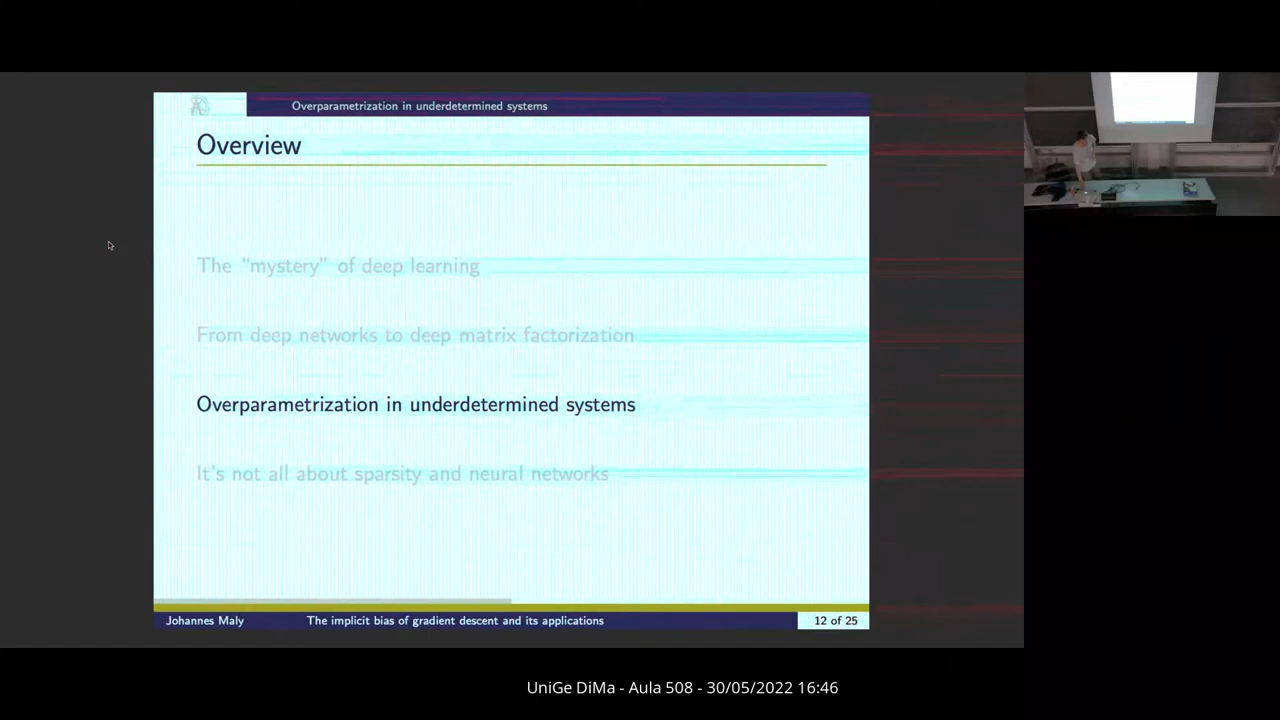 Overparametrization in underdetermined systems
Overview
The “mystery” of deep learning
From deep networks to deep matrix factorization
Overparametrization in underdetermined systems
It's not all about sparsity and neural networks
Johannes Maly
The implicit bias of gradient descent and its applications
12 of 25
UniGe DiMa - Aula 508 - 30/05/2022 16:46